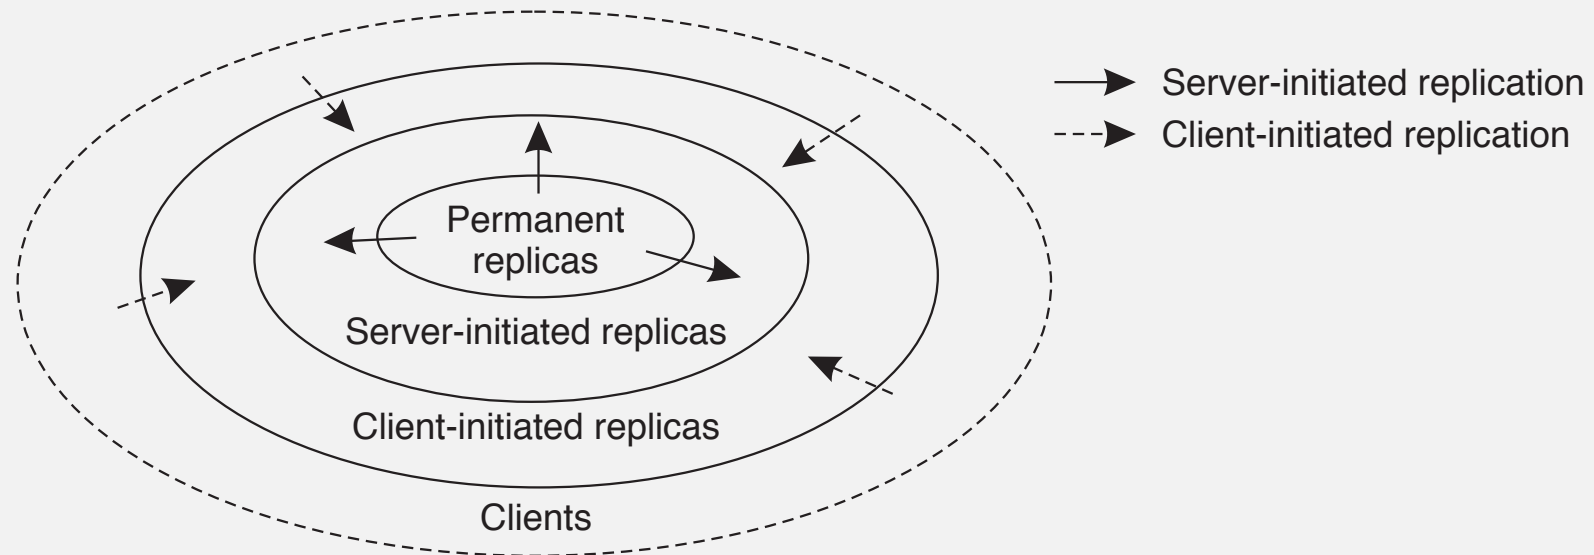 Server-initiated replication
Client-initiated replication
Permanent
replicas
Server-initiated replicas
Client-initiated replicas
Clients